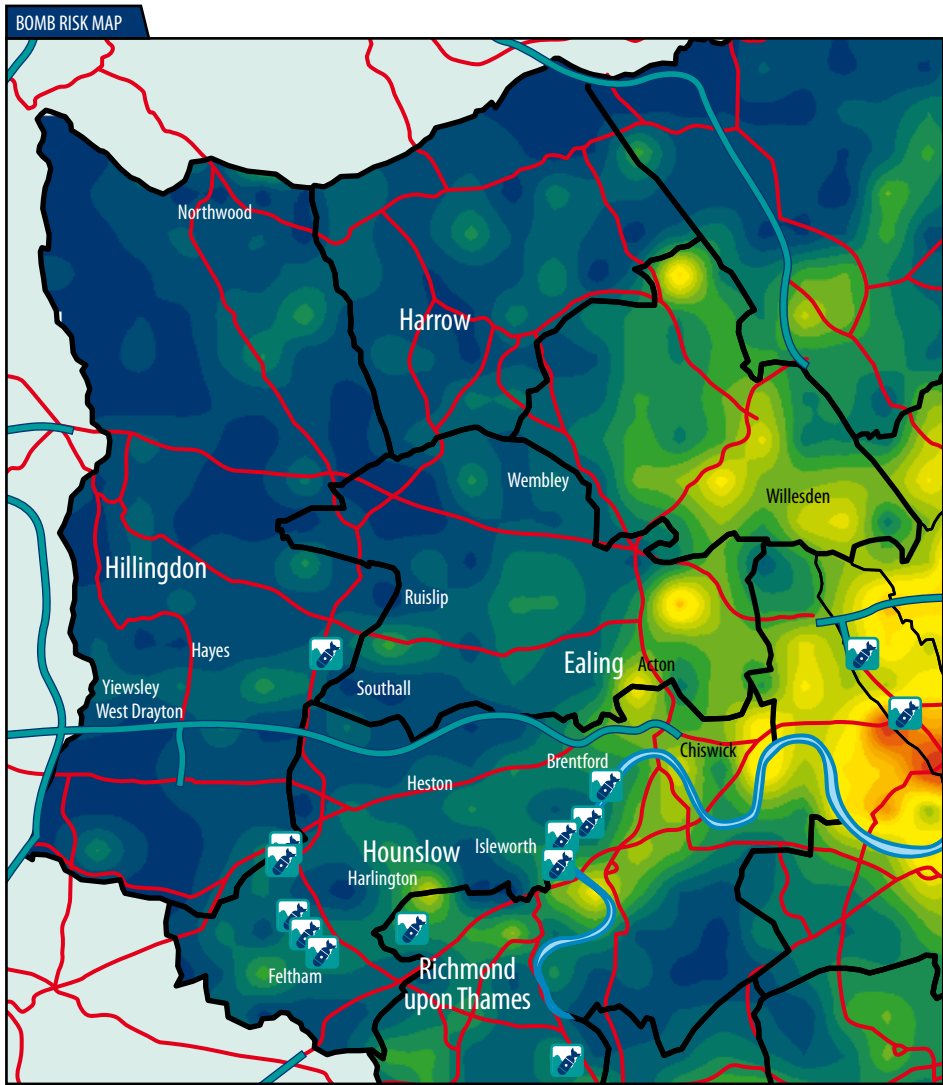 BOMB RISK MAP
Northwood
Harrow
Wembley
Willesden
Hillingdon
Ruislip
Hayes
Ealing
Acton
Southall
Yiewsley
West Drayton
Chiswick
Brentford
Heston
Hounslow
Isleworth
Harlington
Feltham
Richmond
upon Thames